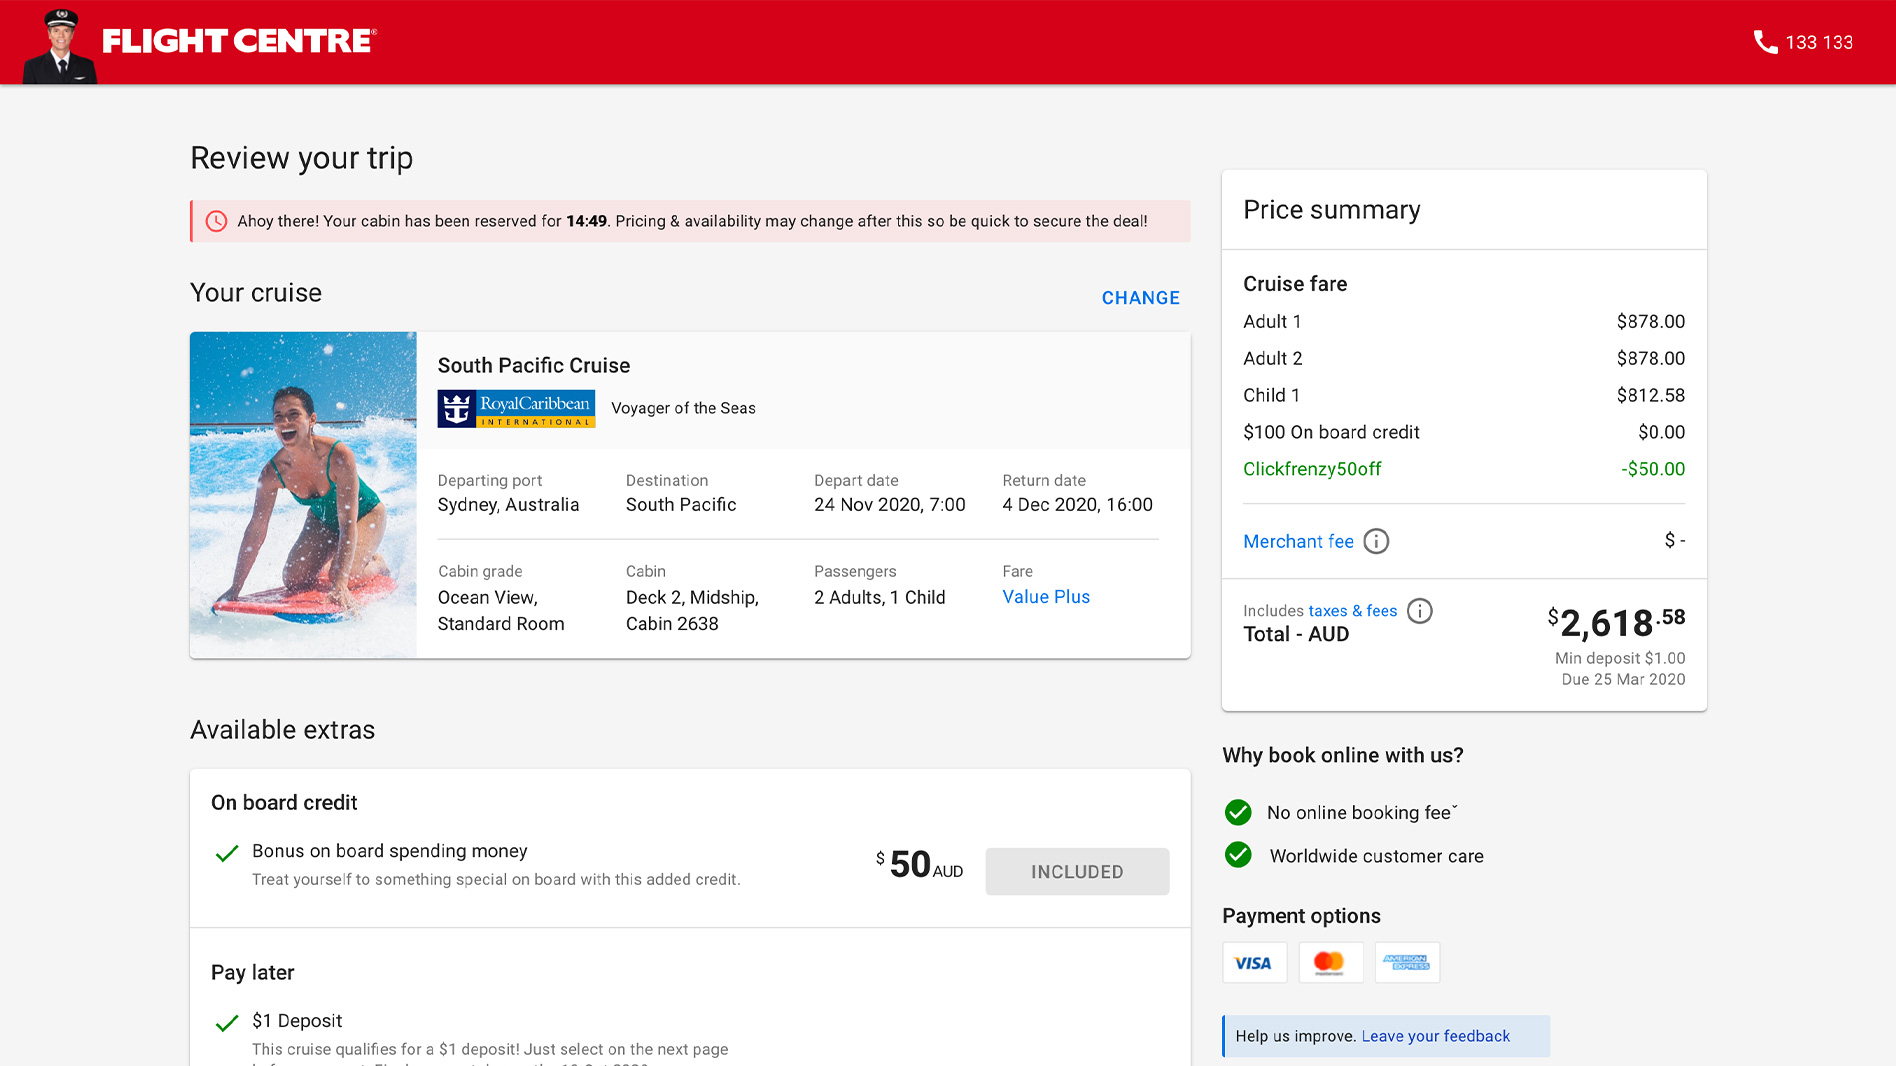 FLIGHT CENTRE®
133 133
Review your trip
Ahoy there! Your cabin has been reserved for 14:49. Pricing & availability may change after this so be quick to secure the deal!
Your cruise
CHANGE
South Pacific Cruise
RoyalCaribbean
INTERNATIONAL
Voyager of the Seas
Departing port
Sydney, Australia
Destination
South Pacific
Depart date
24 Nov 2020, 7:00
Return date
4 Dec 2020, 16:00
Cabin grade
Ocean View,
Standard Room
Cabin
Deck 2, Midship,
Cabin 2638
Passengers
2 Adults, 1 Child
Fare
Value Plus
Available extras
On board credit
Bonus on board spending money
Treat yourself to something special on board with this added credit.
$50 AUD
INCLUDED
Pay later
$1 Deposit
This cruise qualifies for a $1 deposit! Just select on the next page
Price summary
Cruise fare
Adult 1 $878.00
Adult 2 $878.00
Child 1 $812.58
$100 On board credit $0.00
Clickfrenzy50off -$50.00
Merchant fee $ -
Includes taxes & fees
Total - AUD
$2,618.58
Min deposit $1.00
Due 25 Mar 2020
Why book online with us?
No online booking feeˇ
Worldwide customer care
Payment options
VISA
mastercard
AMERICAN
EXPRESS
Help us improve. Leave your feedback